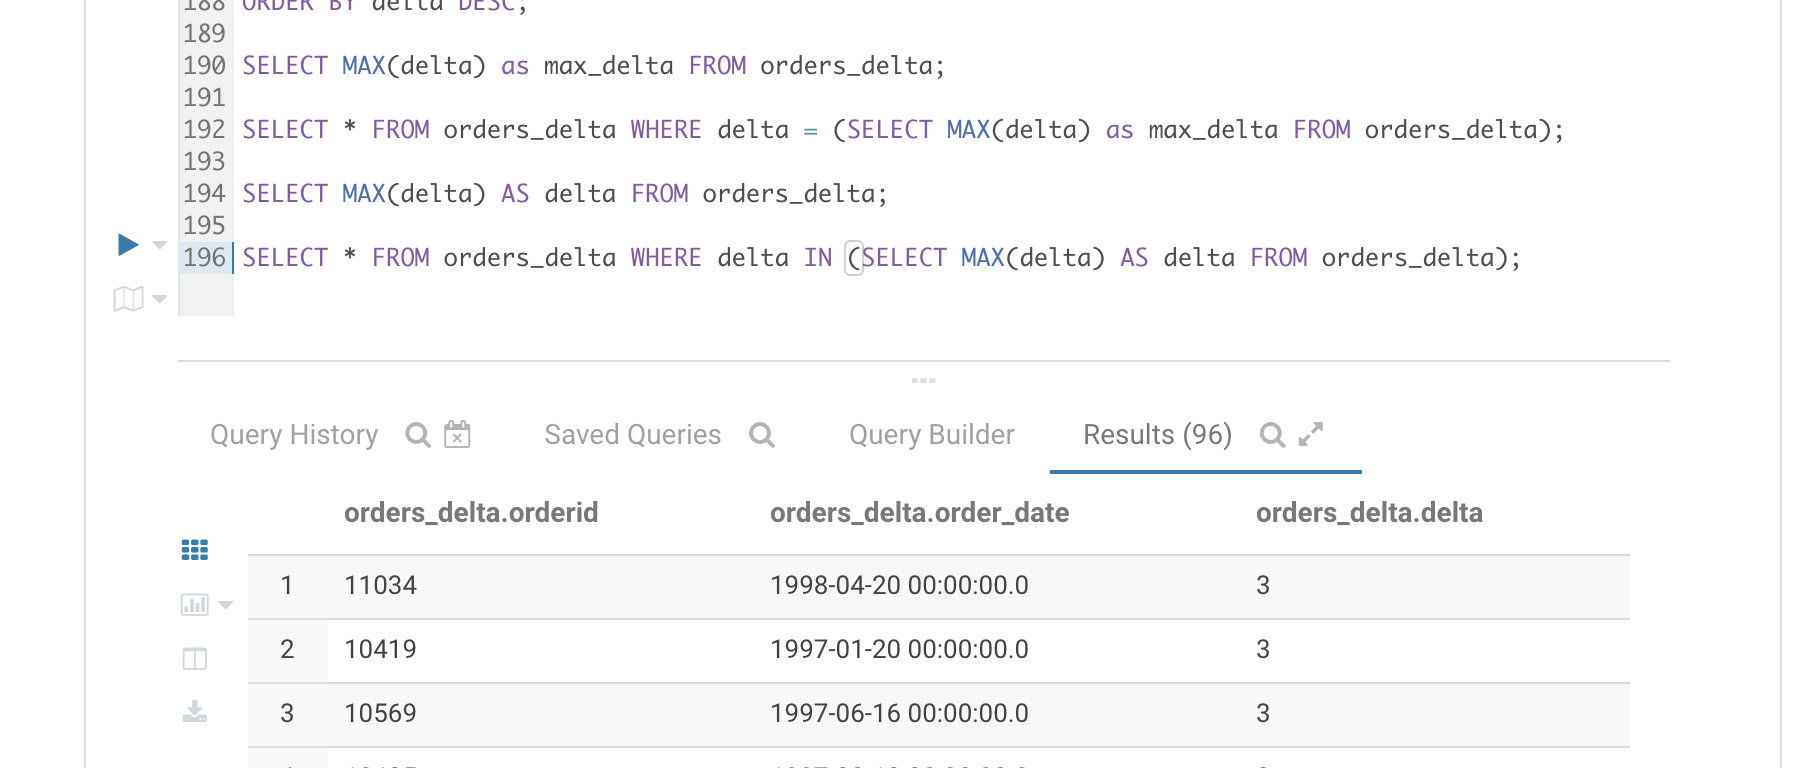 188 ORDER BY delta DESC;
189
190 SELECT MAX(delta) as max_delta FROM orders_delta;
191
192 SELECT * FROM orders_delta WHERE delta = (SELECT MAX(delta) as max_delta FROM orders_delta);
193
194 SELECT MAX(delta) AS delta FROM orders_delta;
195
196 SELECT * FROM orders_delta WHERE delta IN (SELECT MAX(delta) AS delta FROM orders_delta);
Query History Saved Queries Query Builder Results (96)
orders_delta.orderid orders_delta.order_date orders_delta.delta
1 11034 1998-04-20 00:00:00.0 3
2 10419 1997-01-20 00:00:00.0 3
3 10569 1997-06-16 00:00:00.0 3